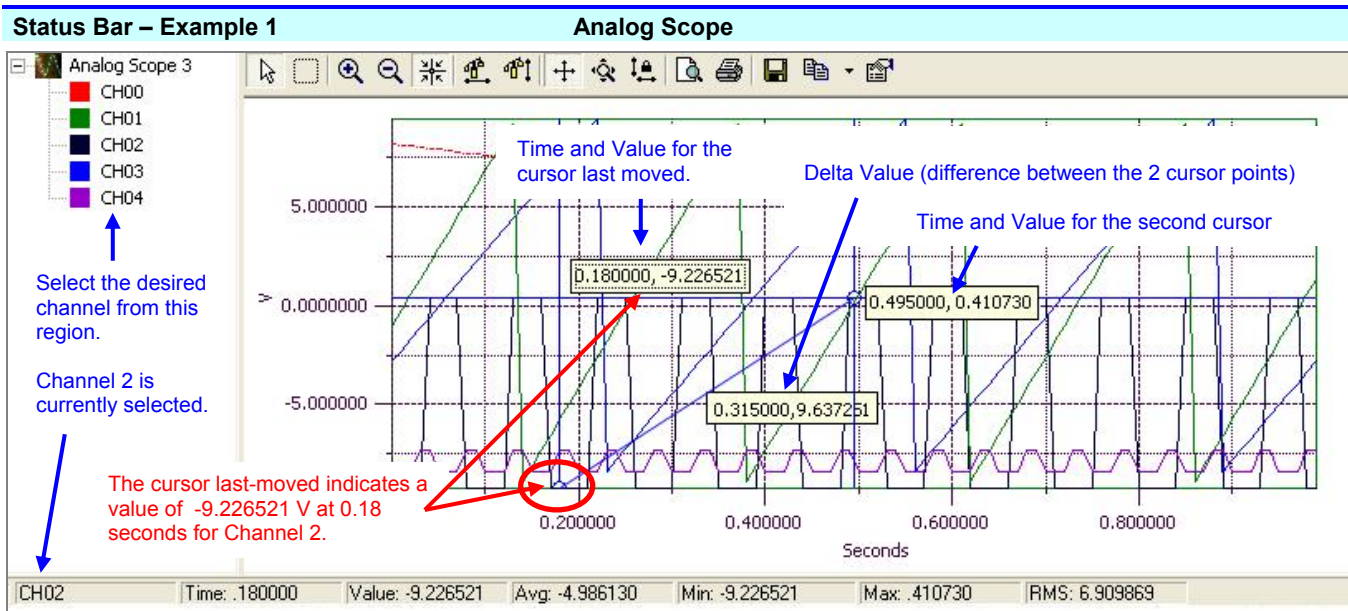 Status Bar – Example 1
Analog Scope
Analog Scope 3
CH00
CH01
CH02
CH03
CH04
Select the desired
channel from this
region.
Channel 2 is
currently selected.
Time and Value for the
cursor last moved.
Delta Value (difference between the 2 cursor points)
Time and Value for the second cursor
5.000000
V
0.0000000
-5.000000
0.180000, -9.226521
0.495000, 0.410730
0.315000,9.637251
The cursor last-moved indicates a
value of -9.226521 V at 0.18
seconds for Channel 2.
0.200000
0.400000
0.600000
0.800000
Seconds
CH02
Time: .180000
Value: -9.226521
Avg: -4.986130
Min: -9.226521
Max: .410730
RMS: 6.909869